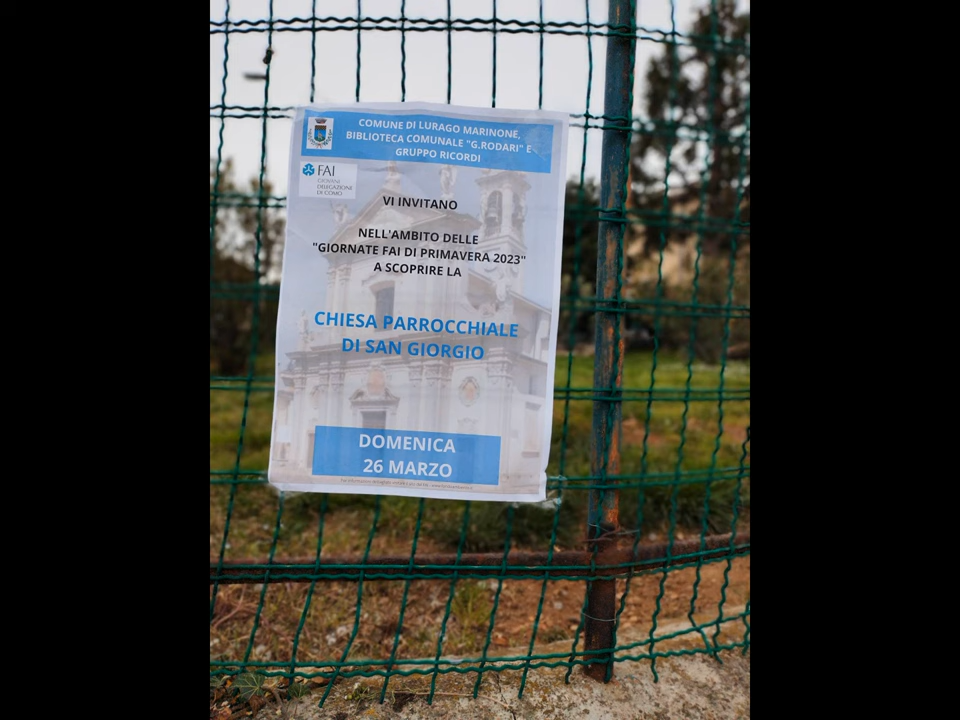 COMUNE DI LURAGO MARINONE,
BIBLIOTECA COMUNALE "G.RODARI" E
GRUPPO RICORDI
FAI
GIOVANI
DELEGAZIONE
DI COMO
VI INVITANO
NELL'AMBITO DELLE
"GIORNATE FAI DI PRIMAVERA 2023"
A SCOPRIRE LA
CHIESA PARROCCHIALE
DI SAN GIORGIO
DOMENICA
26 MARZO